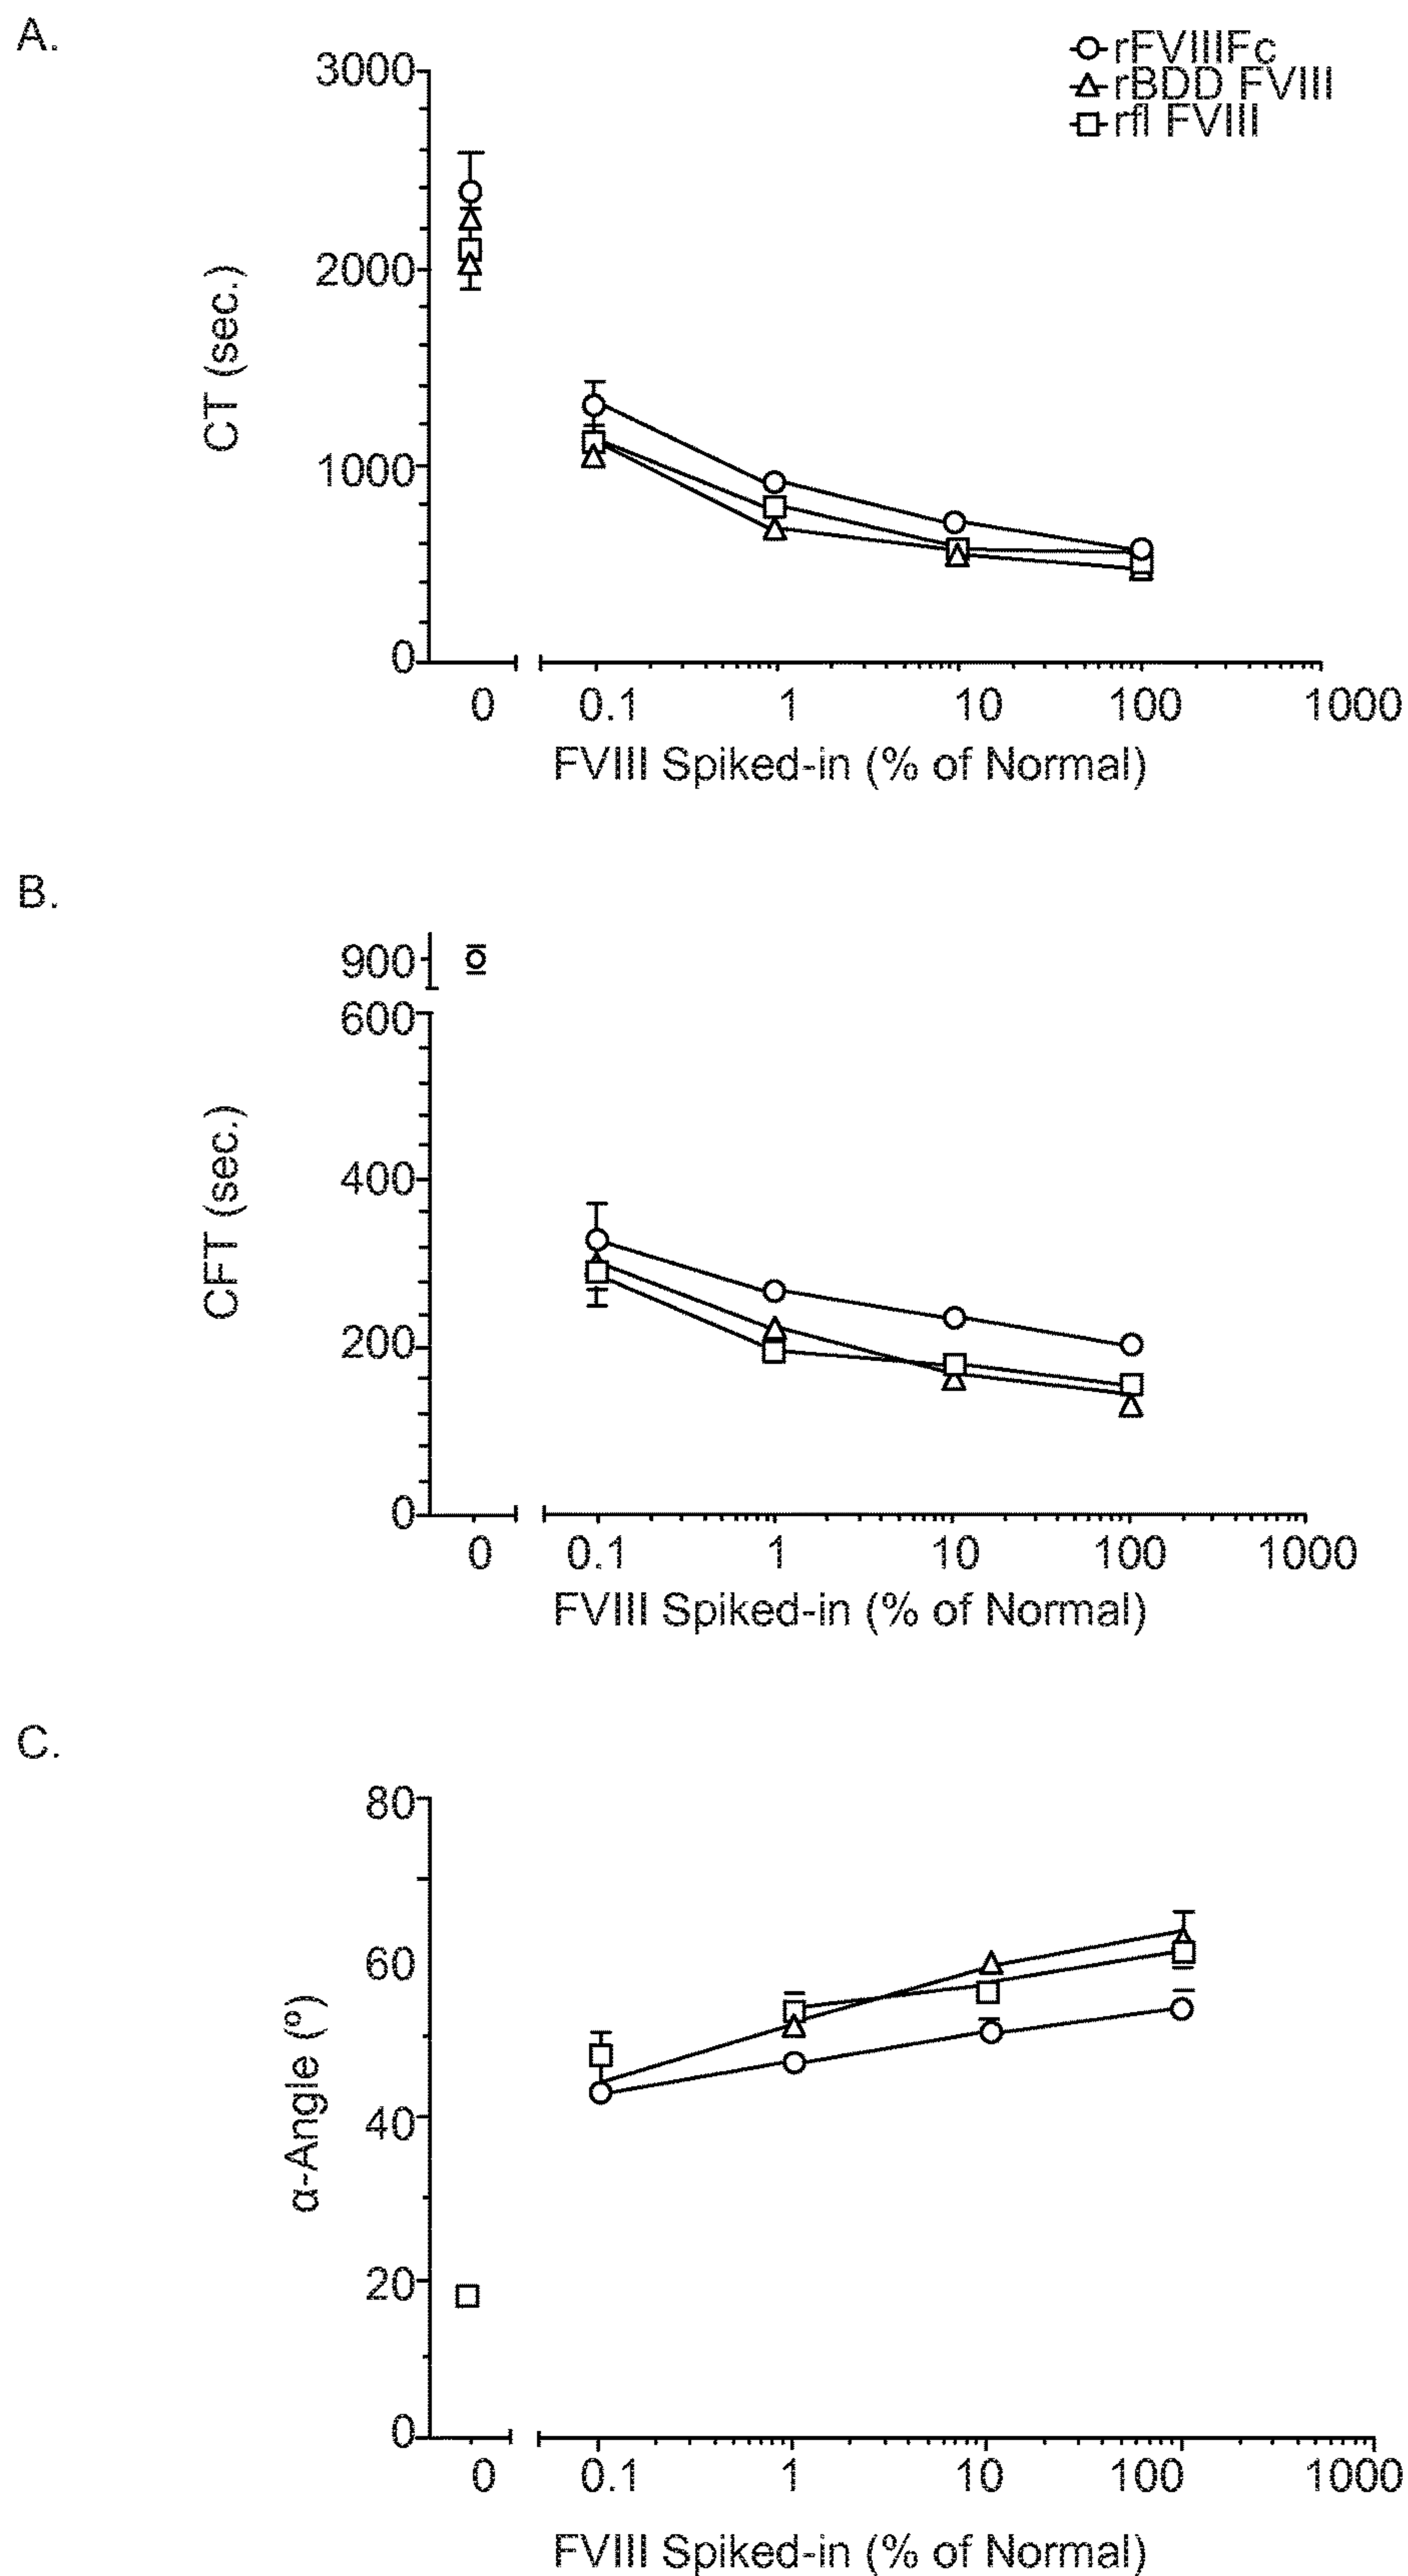 A.
rFVIIIFc
rBDD FVIII
rfl FVIII
3000
2000
1000
0
CT (sec.)
0 0.1 1 10 100 1000
FVIII Spiked-in (% of Normal)
B.
900
600
400
200
0
CFT (sec.)
0 0.1 1 10 100 1000
FVIII Spiked-in (% of Normal)
C.
80
60
40
20
0
α-Angle (º)
0 0.1 1 10 100 1000
FVIII Spiked-in (% of Normal)